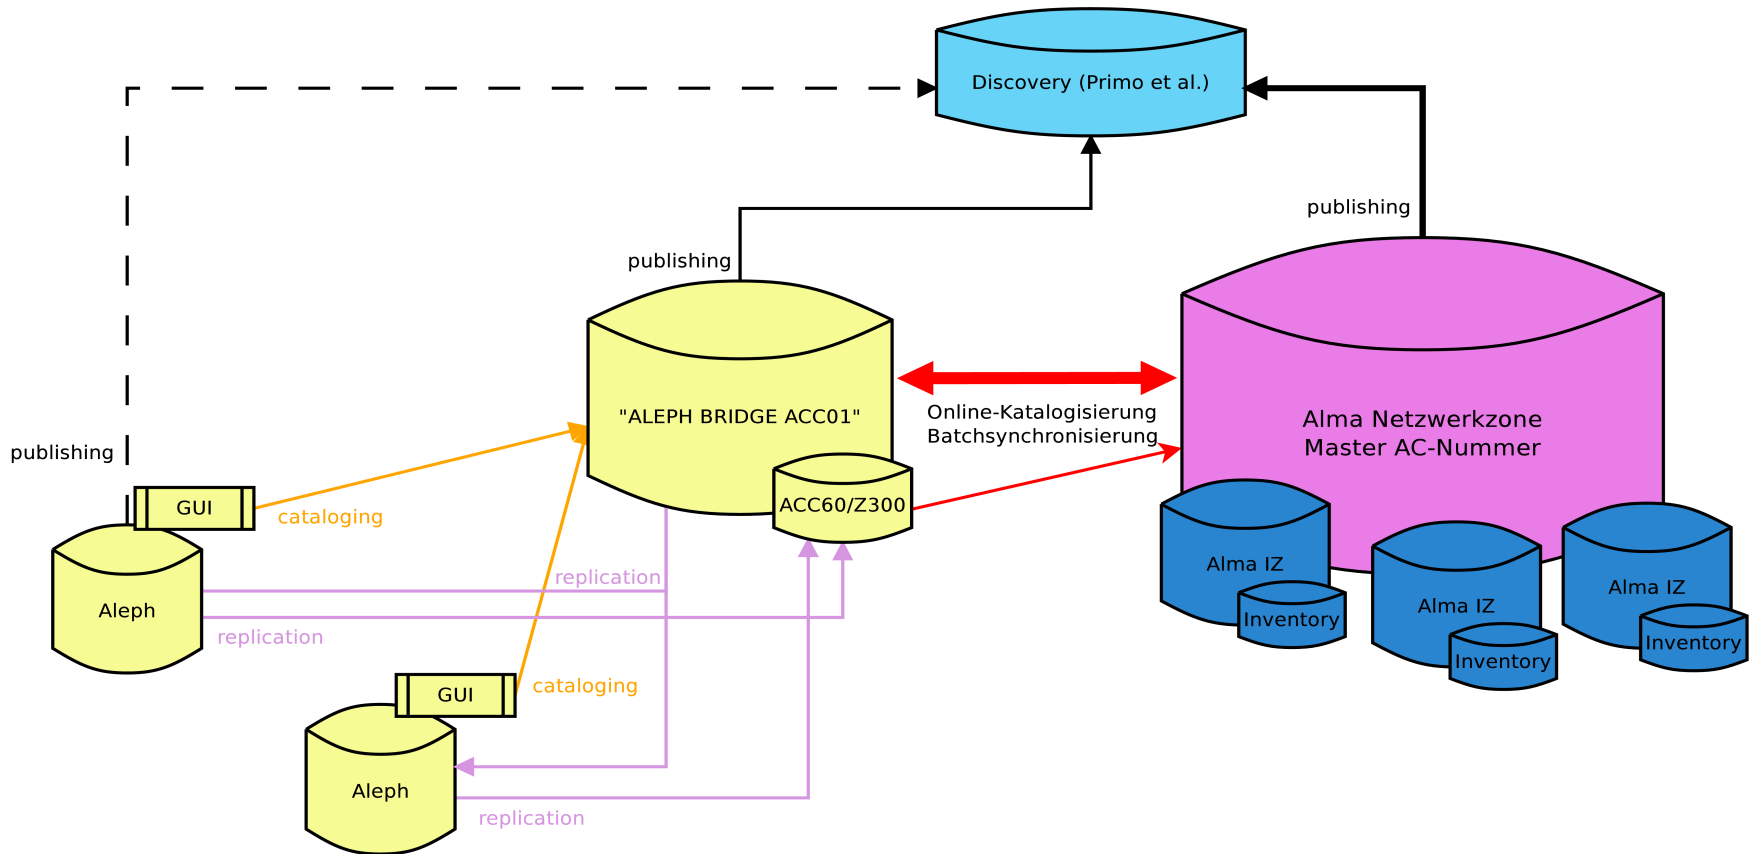 Discovery (Primo et al.)
publishing
publishing
"ALEPH BRIDGE ACC01"
Online-Katalogisierung
Batchsynchronisierung
Alma Netzwerkzone
Master AC-Nummer
publishing
GUI
cataloging
ACC60/Z300
Alma IZ
Inventory
Alma IZ
Inventory
Alma IZ
Inventory
replication
Aleph
replication
GUI
cataloging
Aleph
replication